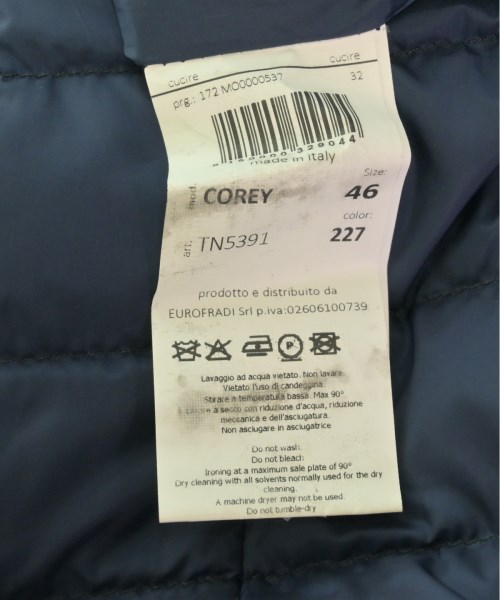 cucire cucire
prg.: 172 MO0000537 32
made in italy
Size:
mod. COREY 46
color:
art. TN5391 227
prodotto e distribuito da
EUROFRADI Srl p.iva:02606100739
P
Lavaggio ad acqua vietato. Non lavare.
Vietato l'uso di candeggina.
Stirare a temperatura bassa. Max 90°
a secco con riduzione d'acqua, riduzione
meccanica e dell'asciugatura.
Non asciugare in asciugatrice
Do not wash.
Do not bleach.
Ironing at a maximum sale plate of 90°
Dry cleaning with all solvents normally used for the dry
cleaning.
A machine dryer may not be used.
Do not tumble-dry